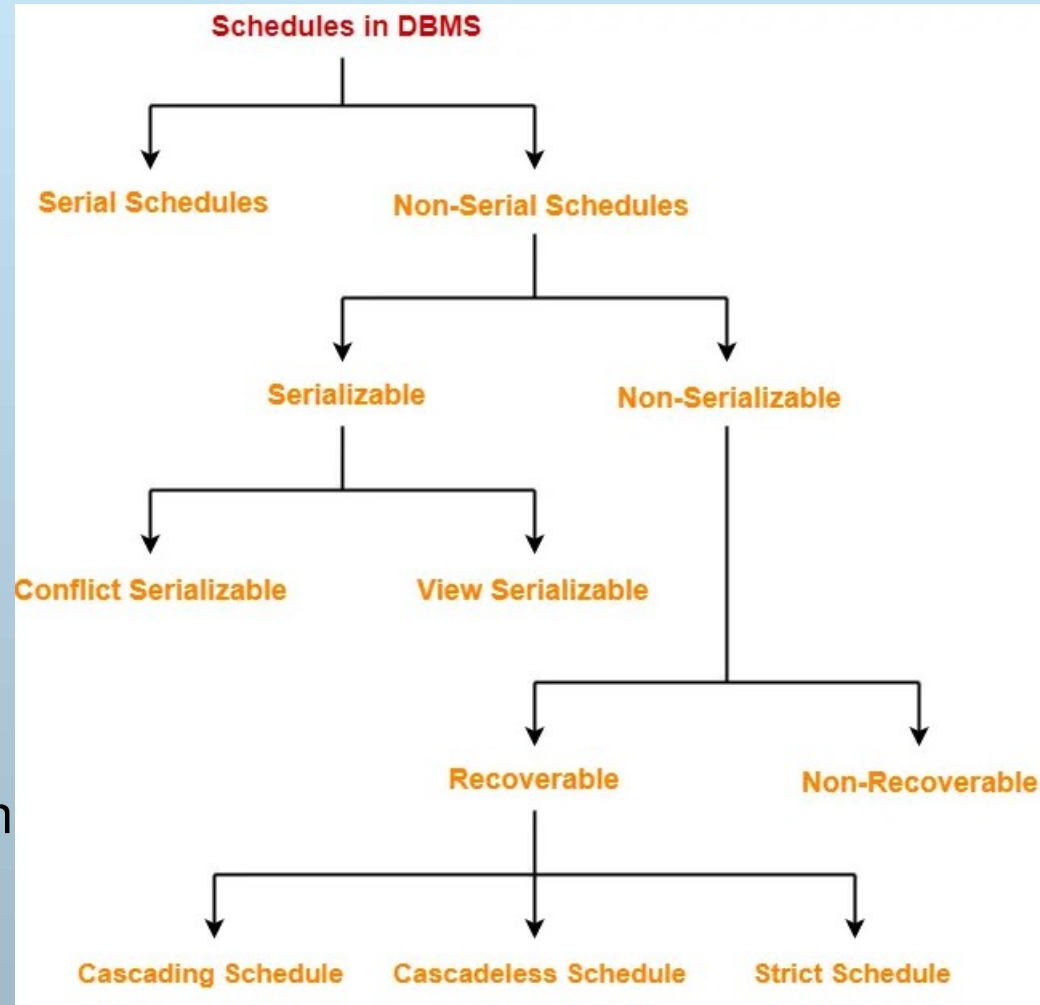 Schedules in DBMS
Serial Schedules
Non-Serial Schedules
Serializable
Non-Serializable
Conflict Serializable
View Serializable
Recoverable
Non-Recoverable
n
Cascading Schedule
Cascadeless Schedule
Strict Schedule